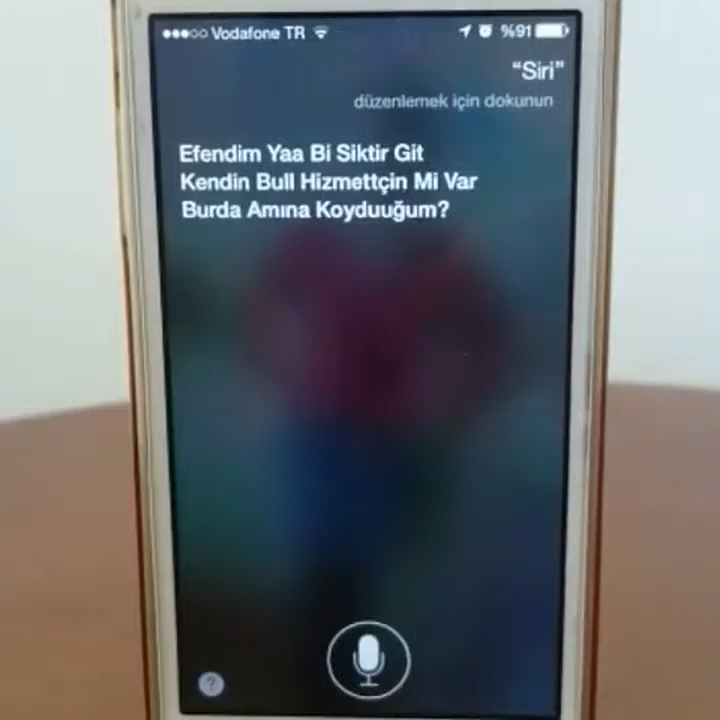 ●●●○○ Vodafone TR %91
“Siri”
düzenlemek için dokunun
Efendim Yaa Bi Siktir Git
Kendin Bull Hizmettçin Mi Var
Burda Amına Koyduuğum?
?